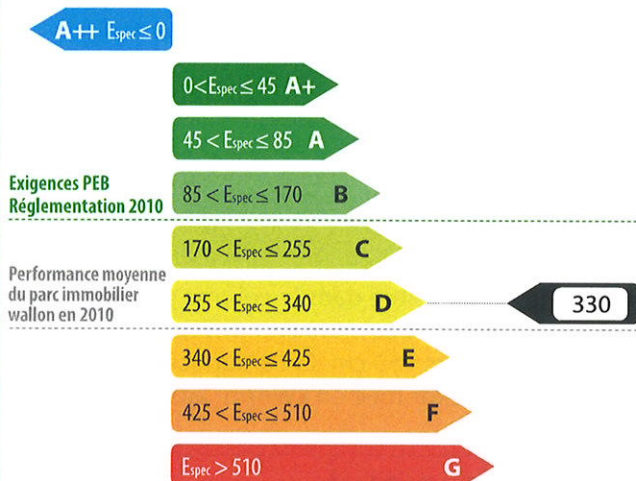 A++ Espec ≤ 0
0 < Espec ≤ 45 A+
45 < Espec ≤ 85 A
Exigences PEB
Réglementation 2010
85 < Espec ≤ 170 B
170 < Espec ≤ 255 C
Performance moyenne
du parc immobilier
wallon en 2010
255 < Espec ≤ 340 D
330
340 < Espec ≤ 425 E
425 < Espec ≤ 510 F
Espec > 510 G